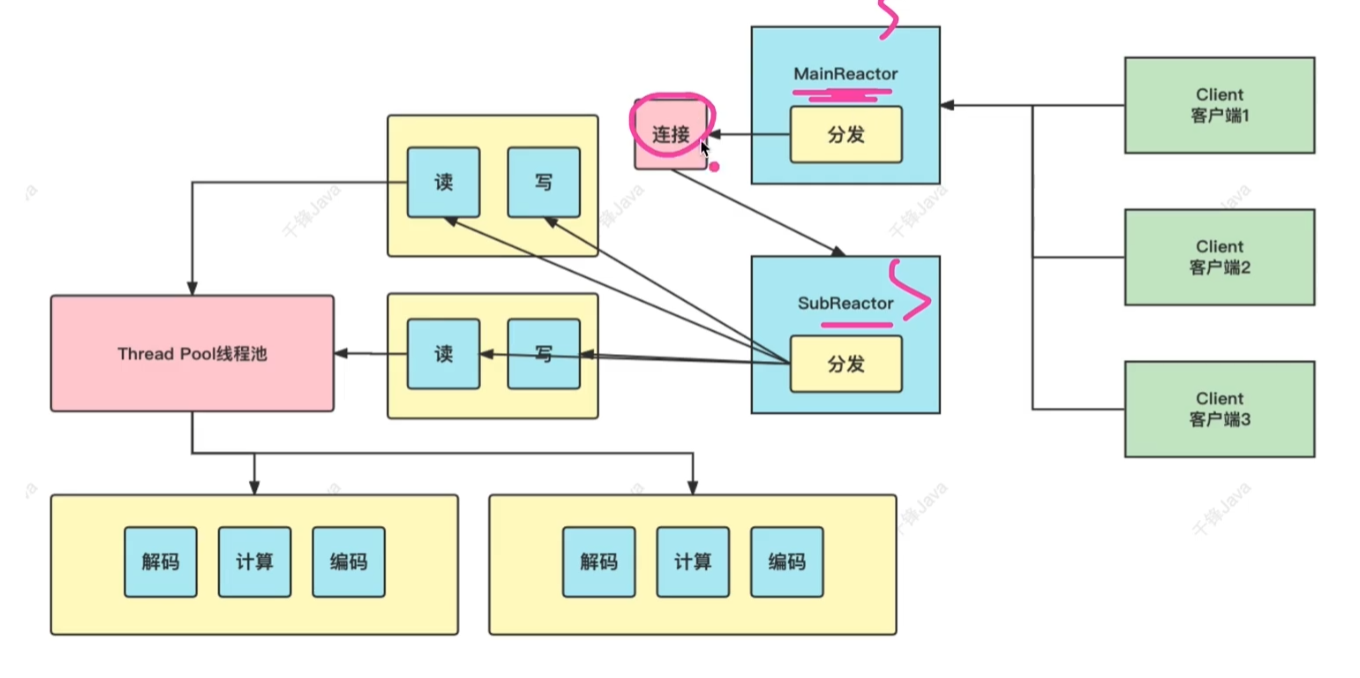 MainReactor
分发
连接
Client
客户端1
读
写
Client
客户端2
SubReactor
分发
Thread Pool线程池
读
写
Client
客户端3
解码
计算
编码
解码
计算
编码
千锋Java
锋Java
千锋Java
va
va
va
va
千锋Java
千锋Java